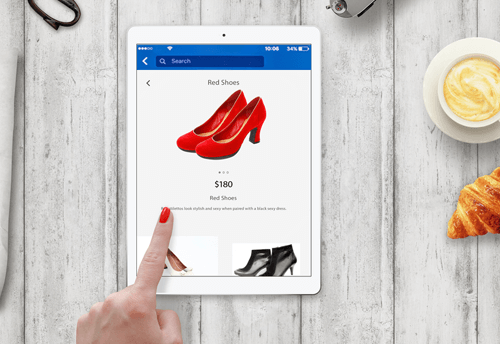 10:06 34%
Search
Red Shoes
$180
Red Shoes
look stylish and sexy when paired with a black sexy dress.